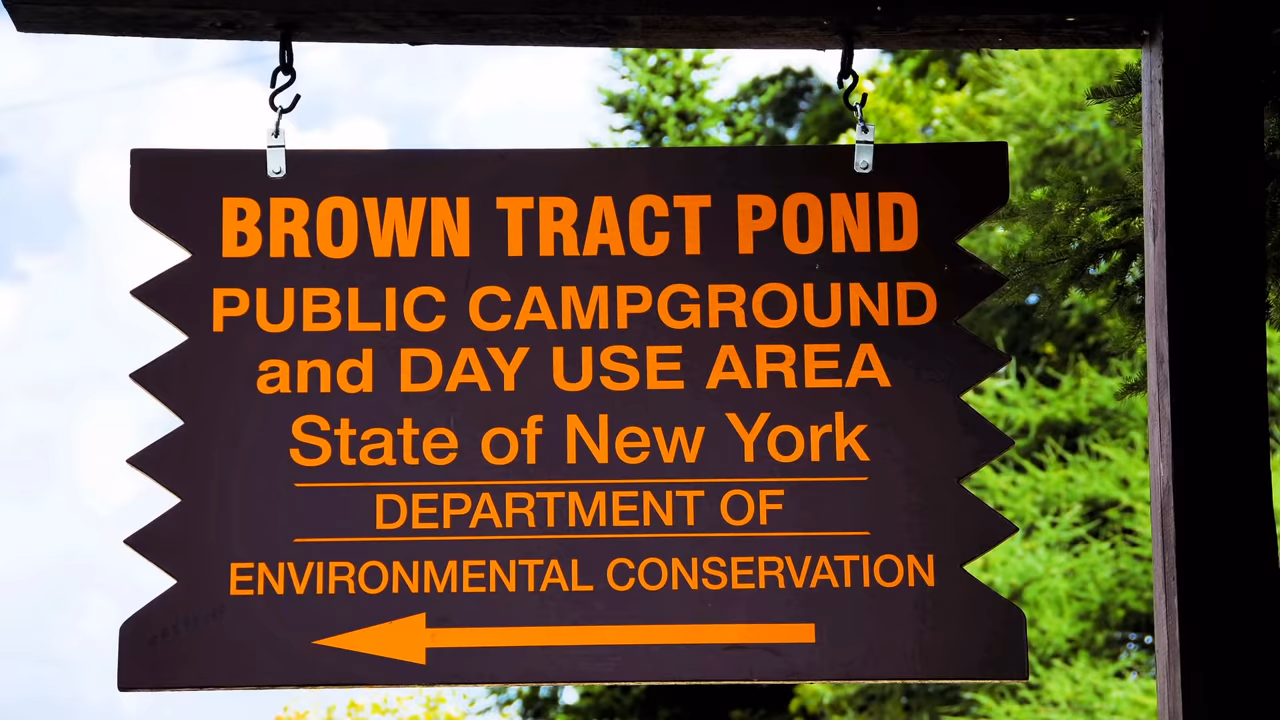 BROWN TRACT POND
PUBLIC CAMPGROUND
and DAY USE AREA
State of New York
DEPARTMENT OF
ENVIRONMENTAL CONSERVATION